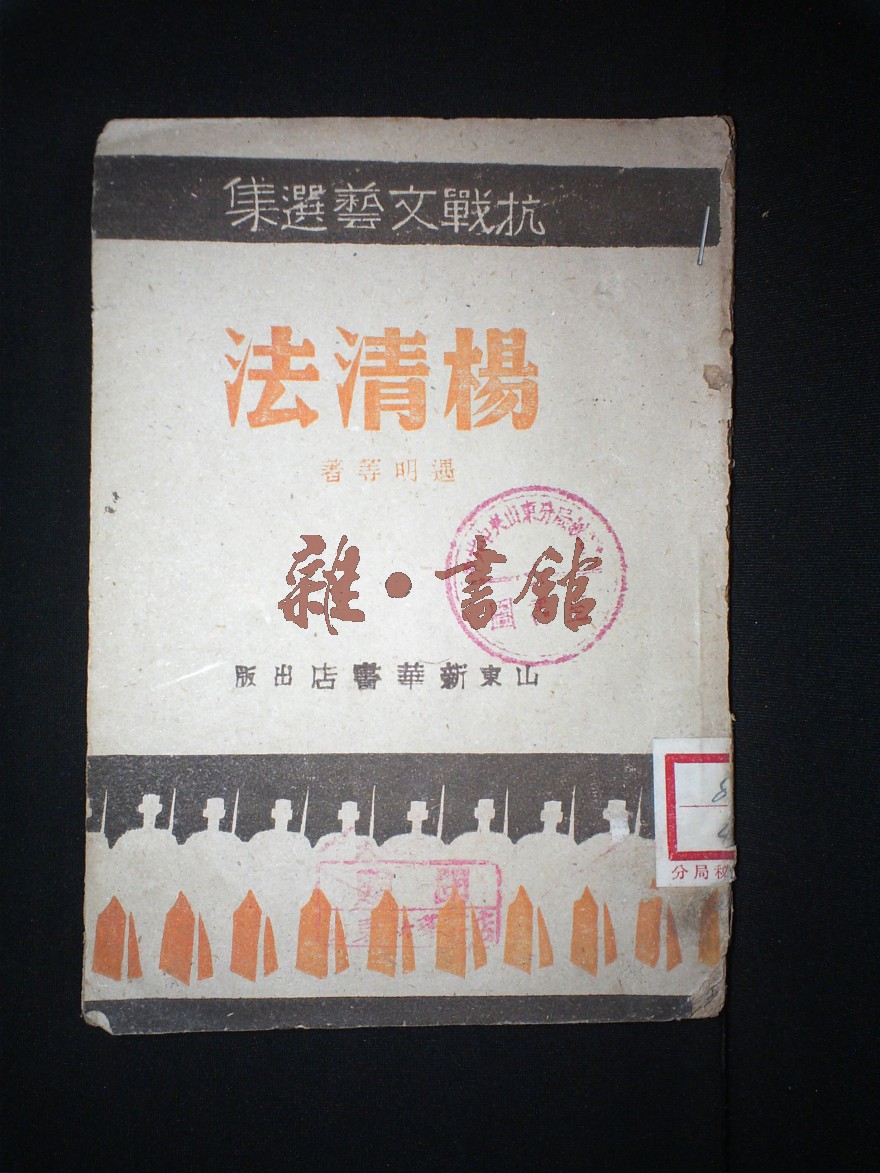 抗戰文藝選集
楊清法
遇明等著
雜·書館
山東新華書店出版
分局秘